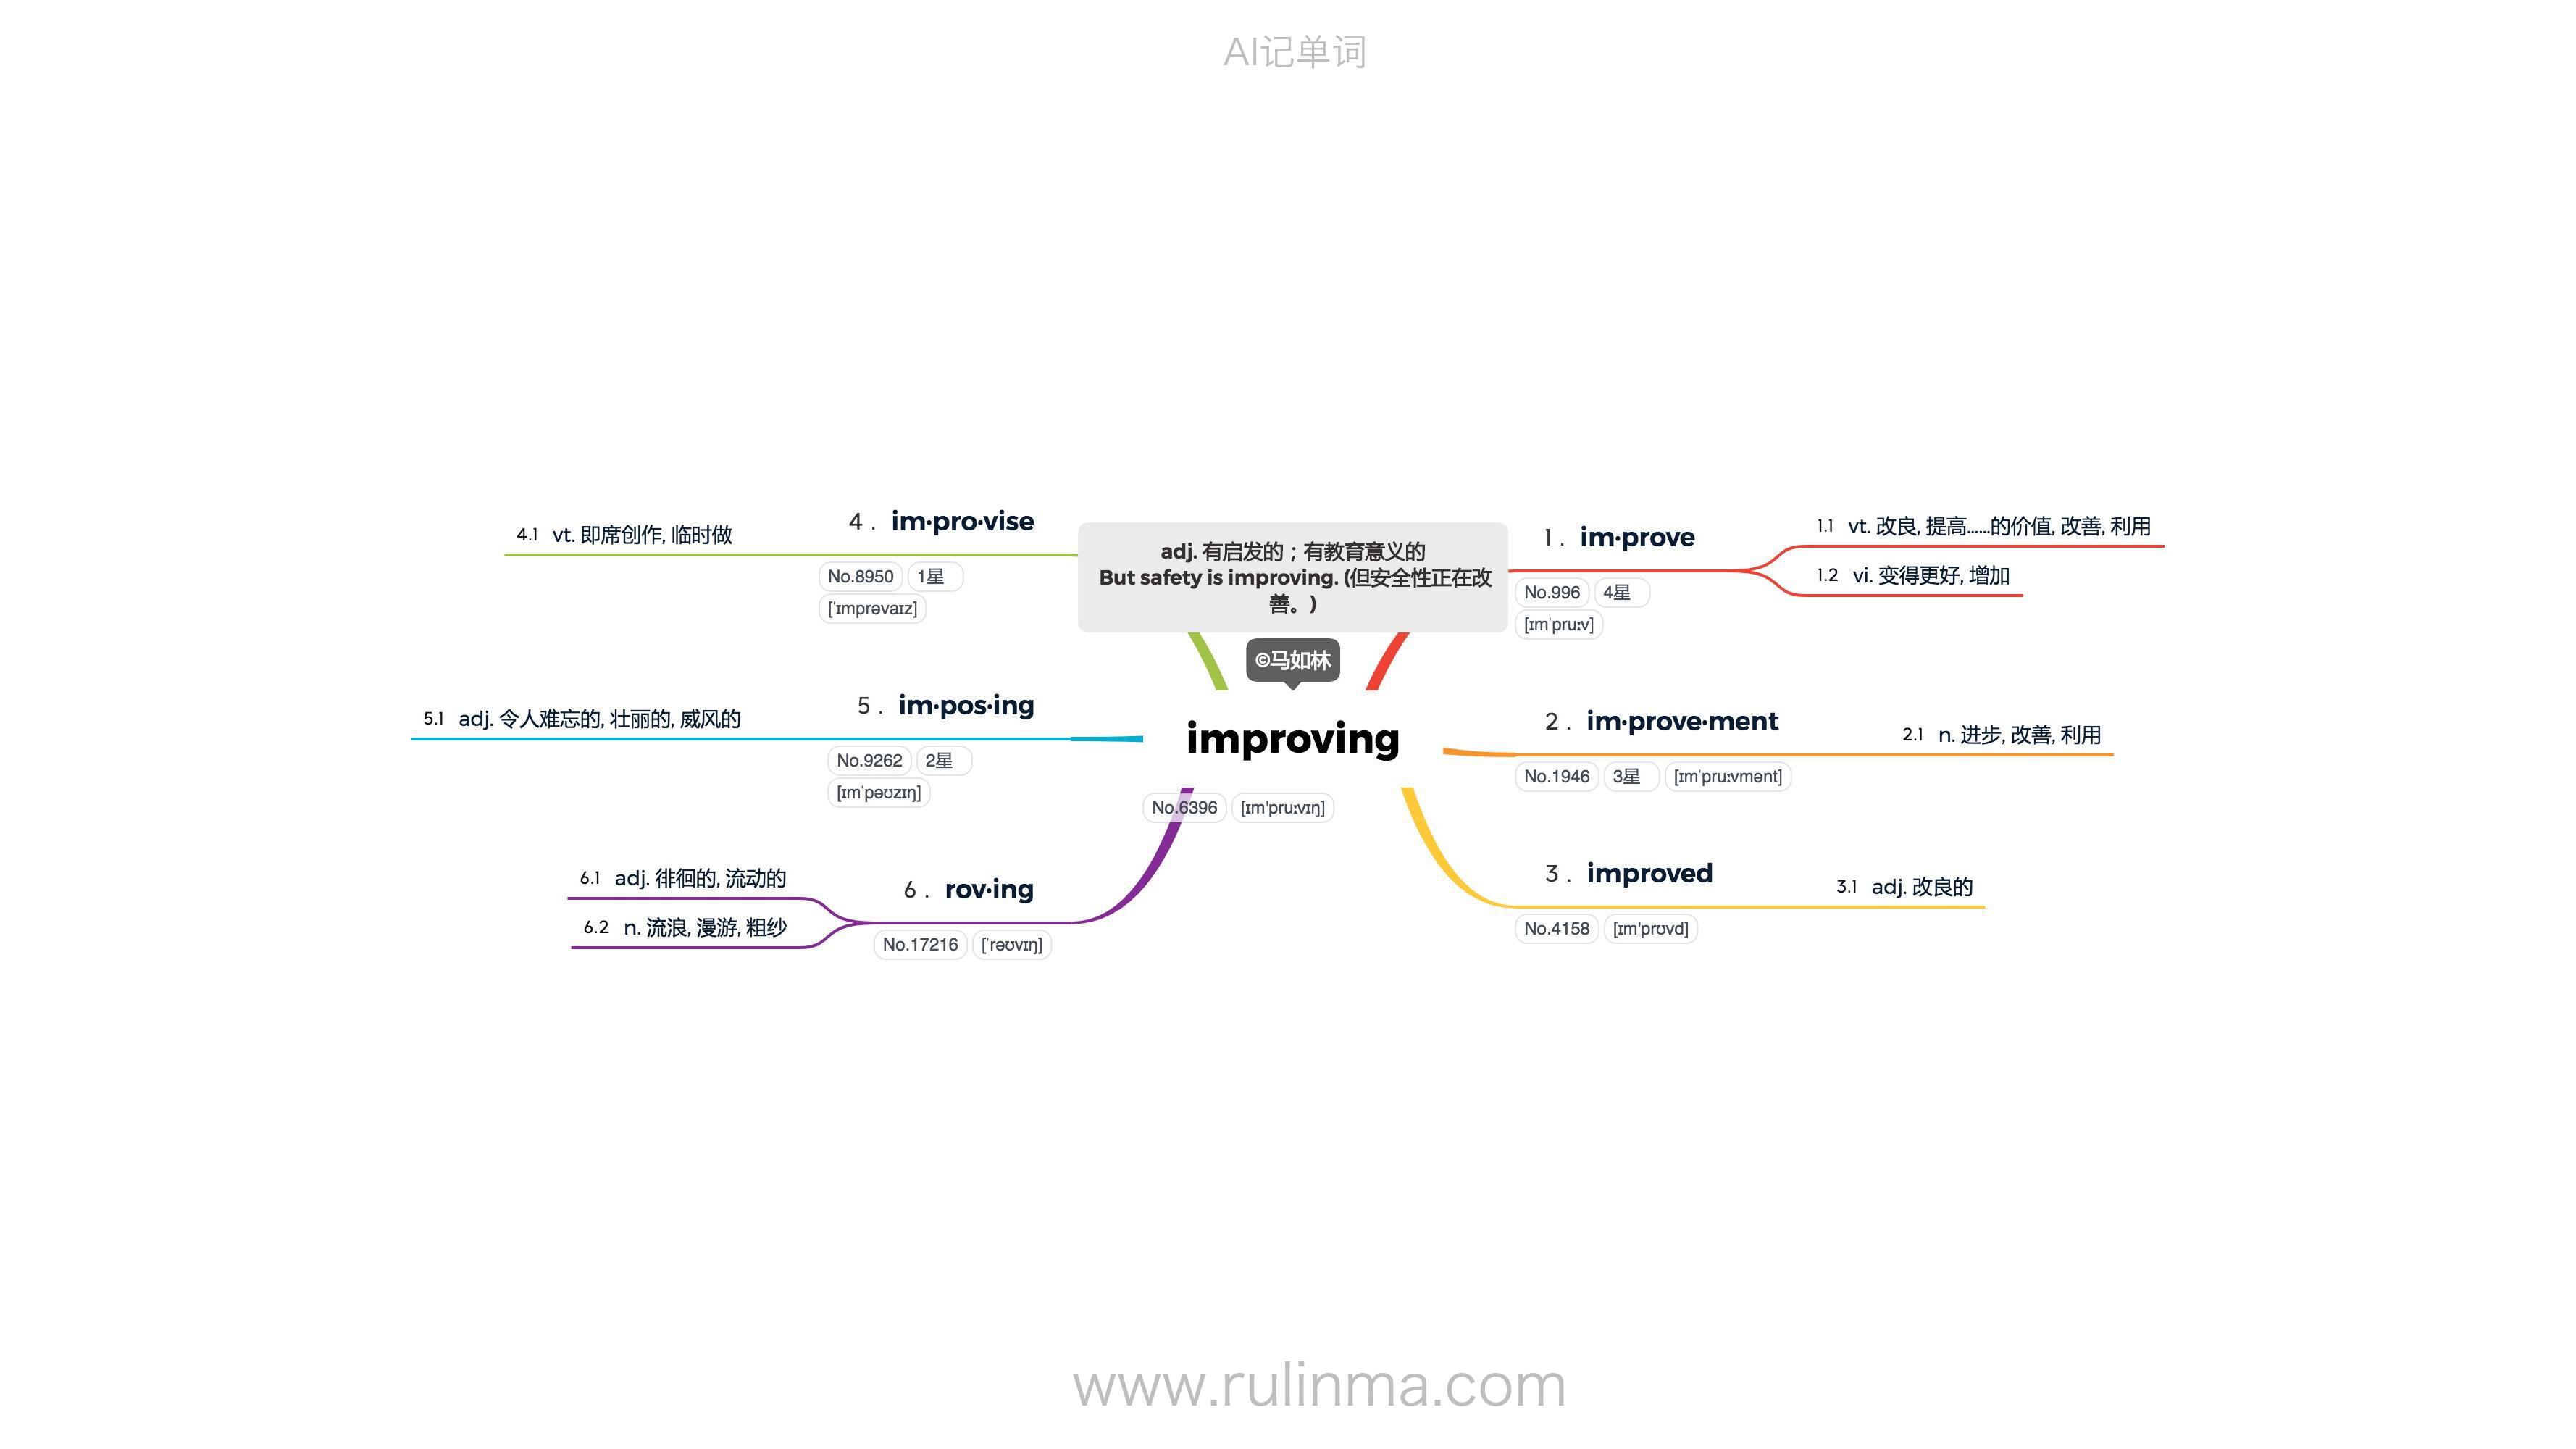 AI记单词
adj. 有启发的；有教育意义的
But safety is improving. (但安全性正在改
善。)
©马如林
improving
No.6396 [ɪm'pruːvɪŋ]
1. im·prove
No.996 4星
[ɪmˈpruːv]
1.1 vt. 改良, 提高……的价值, 改善, 利用
1.2 vi. 变得更好, 增加
2. im·prove·ment
No.1946 3星 [ɪmˈpruːvmənt]
2.1 n. 进步, 改善, 利用
3. improved
No.4158 [ɪm'prʊvd]
3.1 adj. 改良的
4. im·pro·vise
No.8950 1星
[ˈɪmprəvaɪz]
4.1 vt. 即席创作, 临时做
5. im·pos·ing
No.9262 2星
[ɪmˈpəʊzɪŋ]
5.1 adj. 令人难忘的, 壮丽的, 威风的
6. rov·ing
No.17216 [ˈrəʊvɪŋ]
6.1 adj. 徘徊的, 流动的
6.2 n. 流浪, 漫游, 粗纱
www.rulinma.com